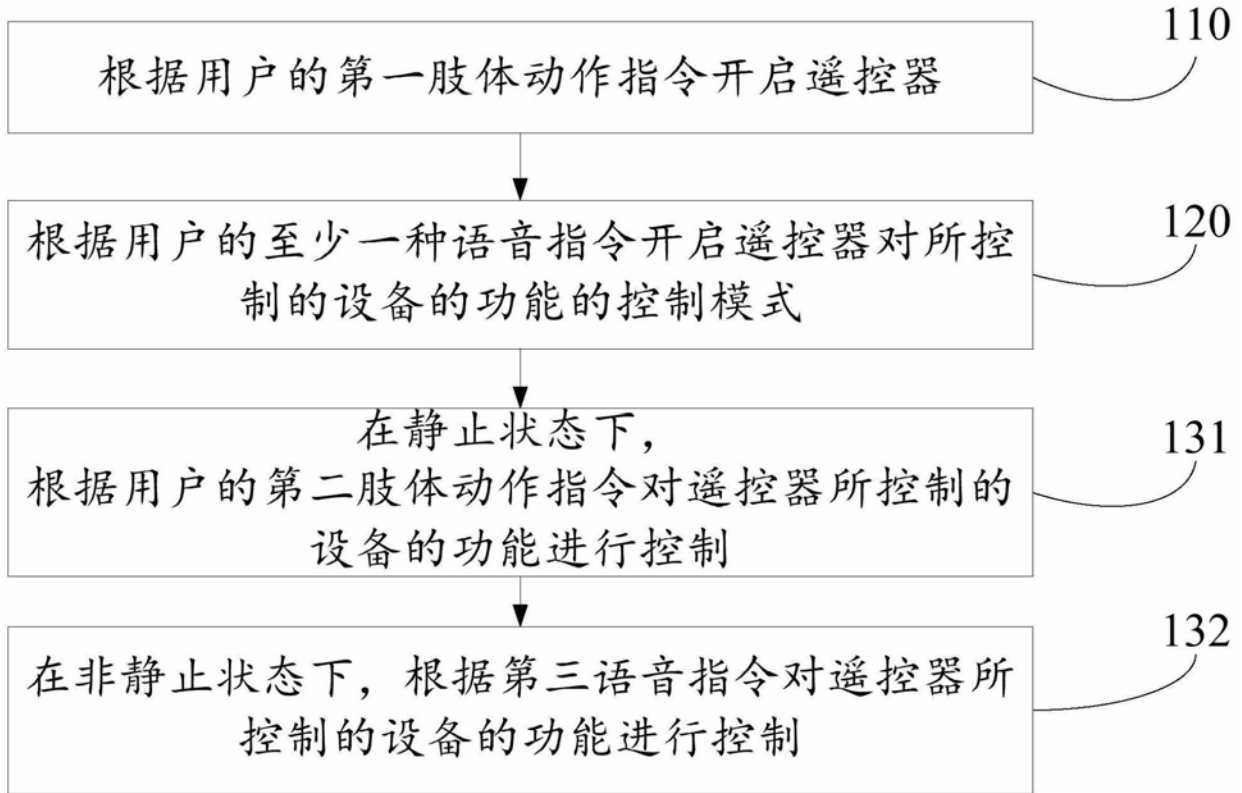 110
根据用户的第一肢体动作指令开启遥控器
120
根据用户的至少一种语音指令开启遥控器对所控
制的设备的功能的控制模式
131
在静止状态下，
根据用户的第二肢体动作指令对遥控器所控制的
设备的功能进行控制
132
在非静止状态下，根据第三语音指令对遥控器所
控制的设备的功能进行控制